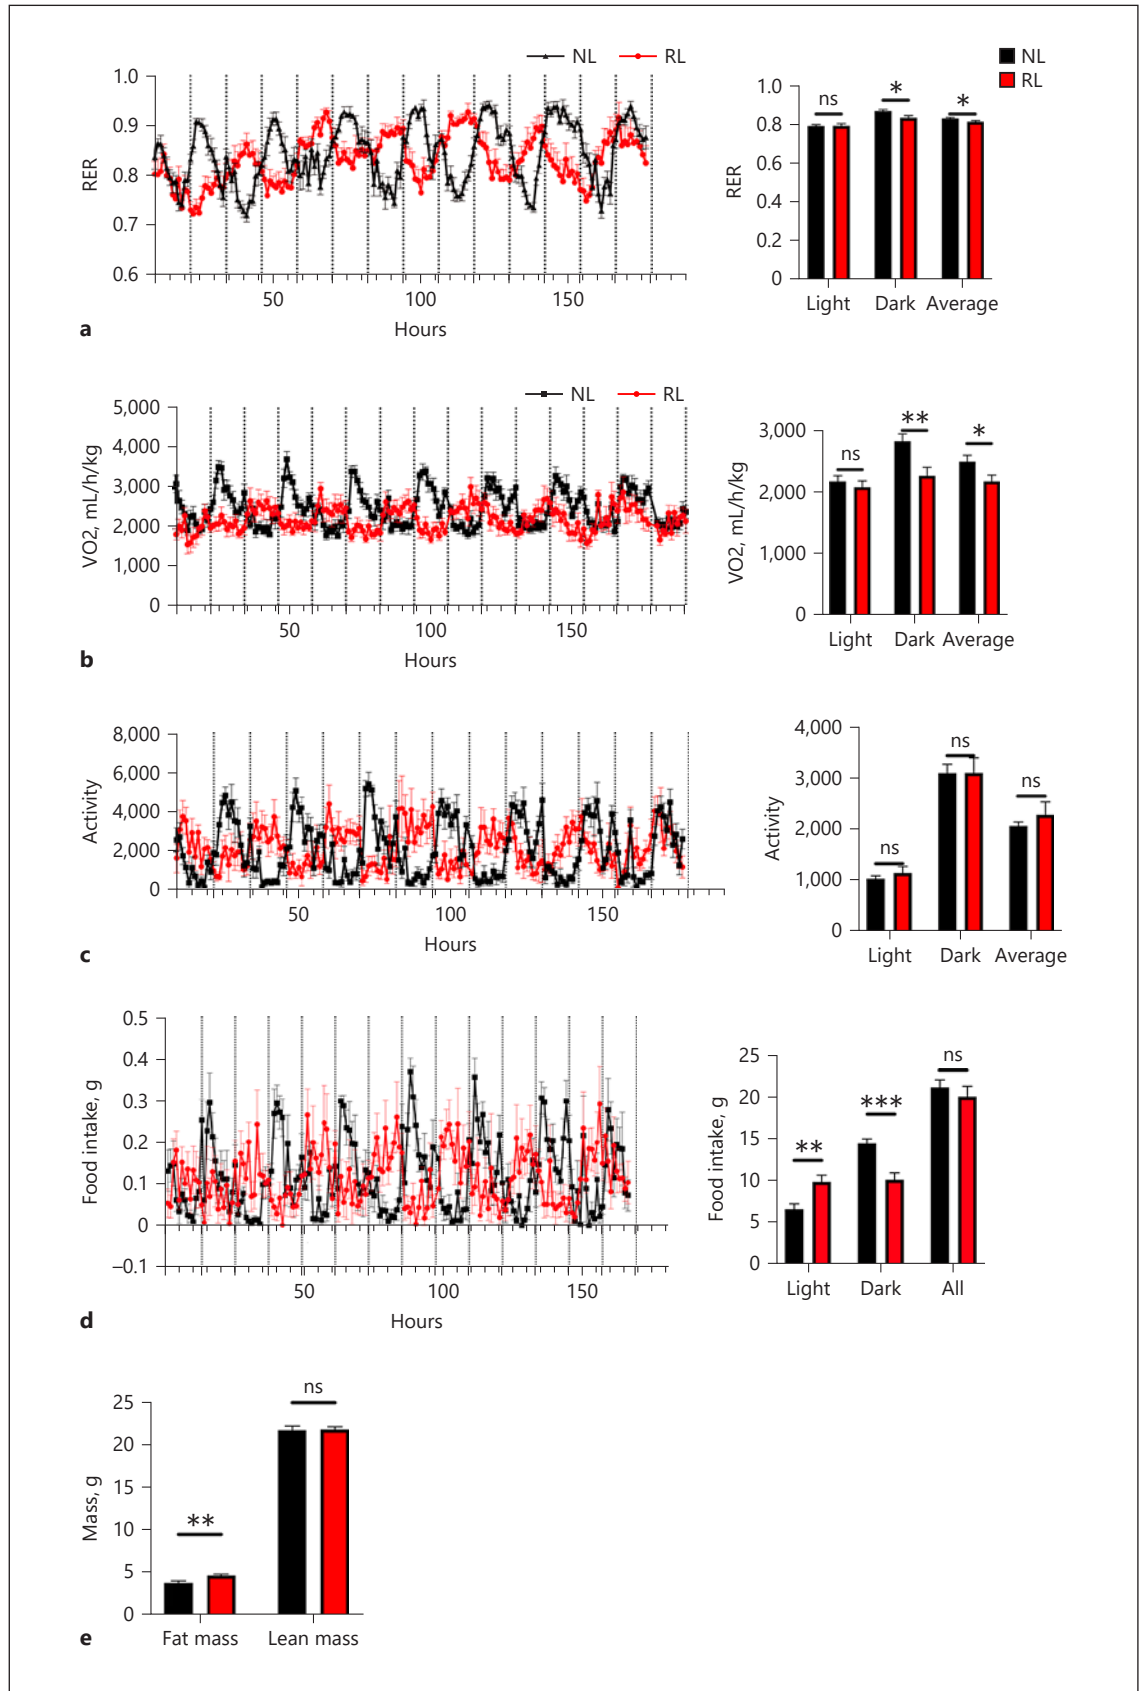 NL RL
1.0
0.9
0.8
0.7
0.6
RER
50 100 150
Hours
NL
RL
1.0
0.8
0.6
0.4
0.2
0
RER
ns * *
Light Dark Average
a
NL RL
5,000
4,000
3,000
2,000
1,000
0
VO2, mL/h/kg
50 100 150
Hours
3,000
2,000
1,000
0
VO2, mL/h/kg
ns ** *
Light Dark Average
b
8,000
6,000
4,000
2,000
0
Activity
50 100 150
Hours
4,000
3,000
2,000
1,000
0
Activity
ns ns ns
Light Dark Average
c
0.5
0.4
0.3
0.2
0.1
0
–0.1
Food intake, g
50 100 150
Hours
25
20
15
10
5
0
Food intake, g
** *** ns
Light Dark All
d
25
20
15
10
5
0
Mass, g
** ns
Fat mass Lean mass
e